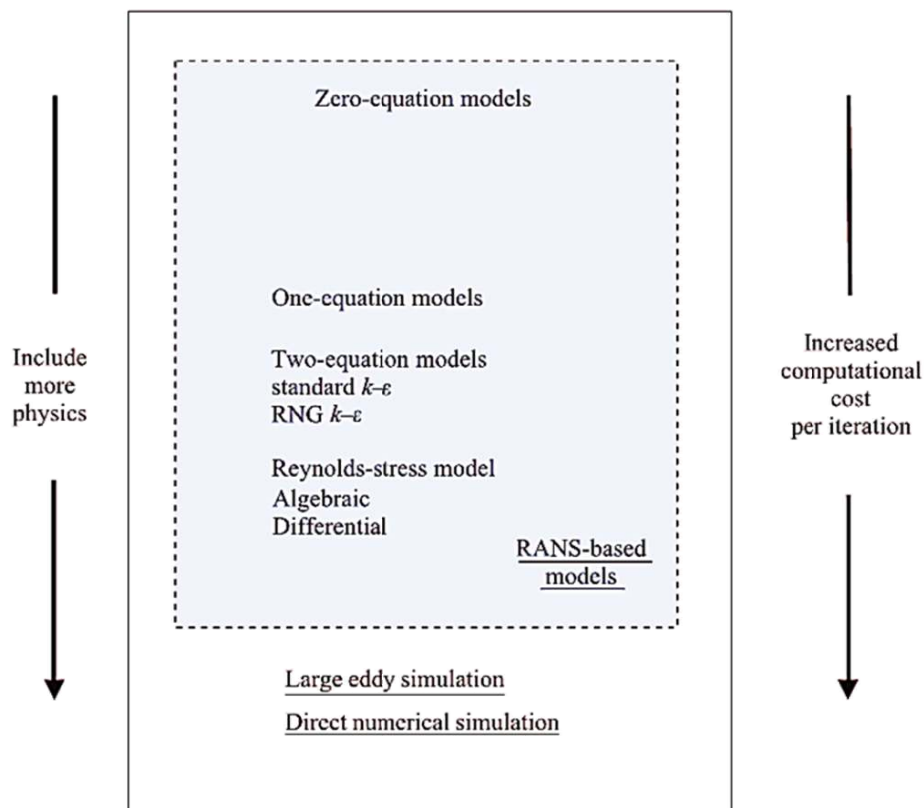 Zero-equation models
One-equation models
Two-equation models
standard k–ε
RNG k–ε
Reynolds-stress model
Algebraic
Differential
RANS-based
models
Large eddy simulation
Direct numerical simulation
Include
more
physics
Increased
computational
cost
per iteration